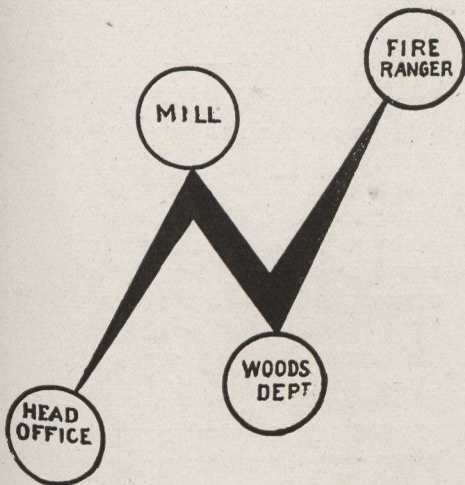 FIRE
RANGER
MILL
WOODS
DEPT
HEAD
OFFICE